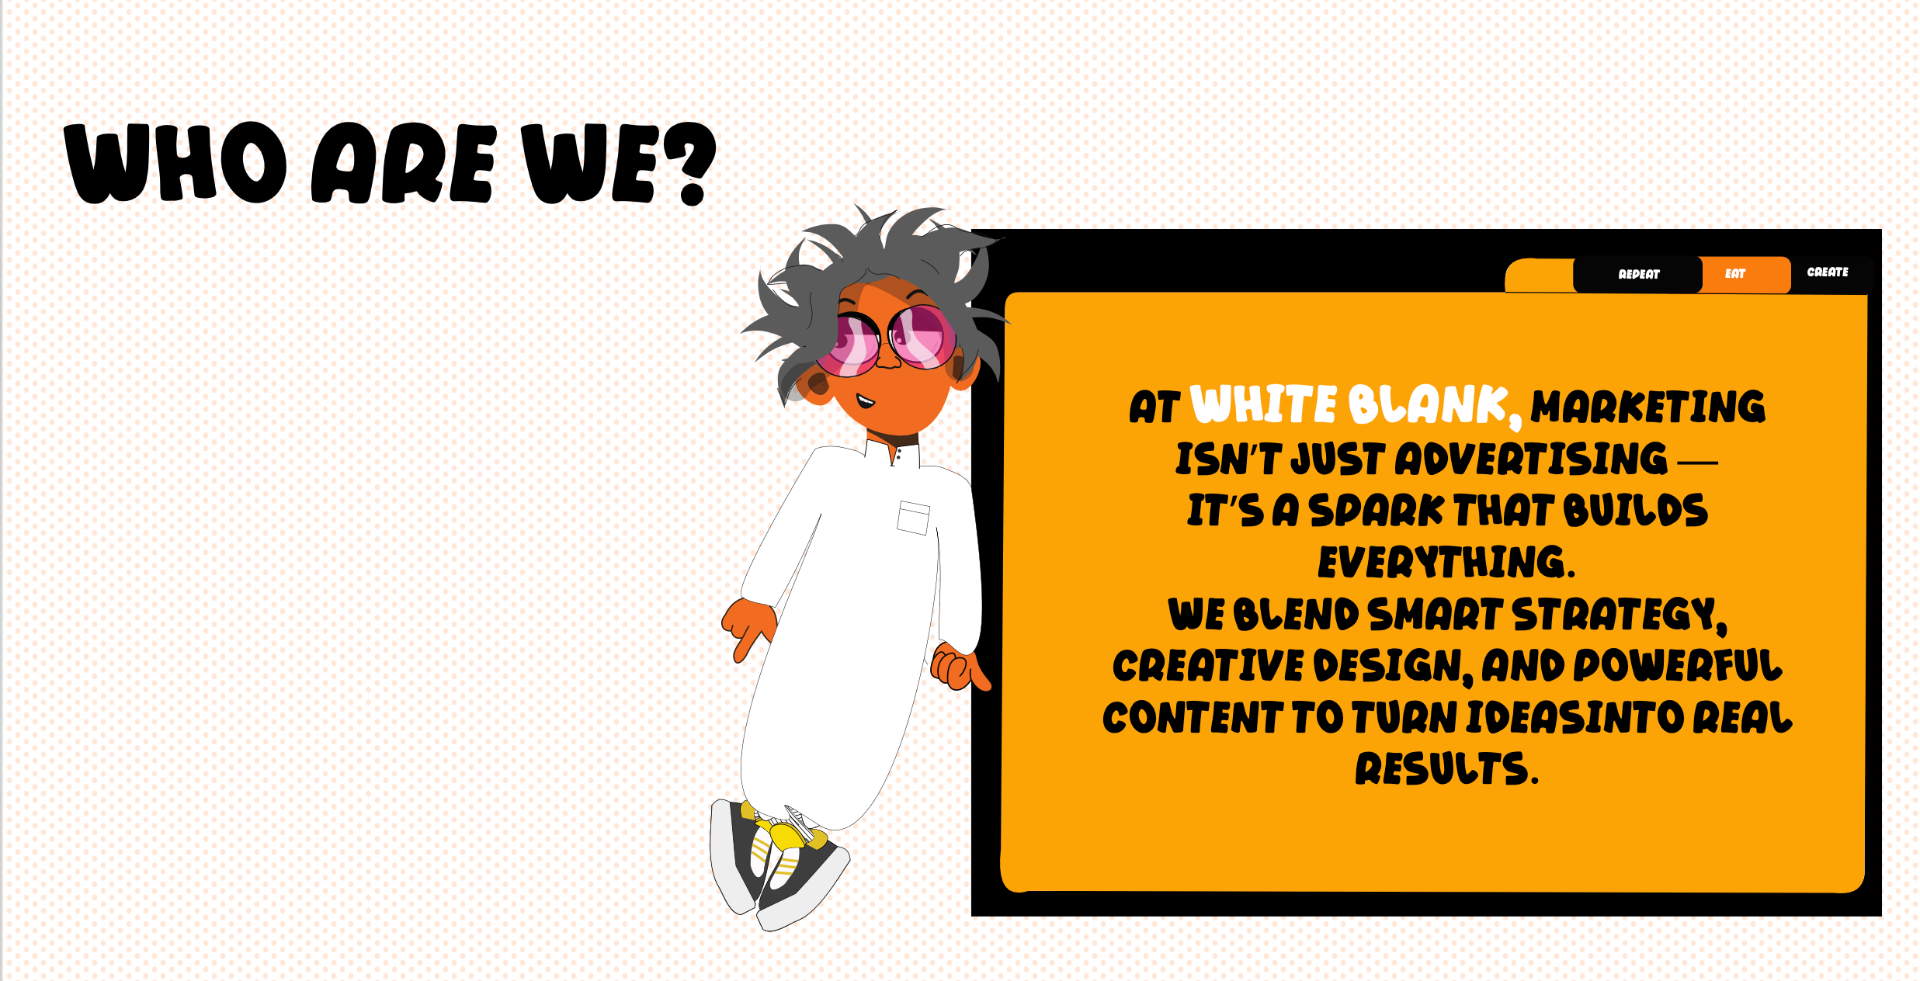 WHO ARE WE?
REPEAT EAT CREATE
AT WHITE BLANK, MARKETING
ISN'T JUST ADVERTISING —
IT'S A SPARK THAT BUILDS
EVERYTHING.
WE BLEND SMART STRATEGY,
CREATIVE DESIGN, AND POWERFUL
CONTENT TO TURN IDEASINTO REAL
RESULTS.